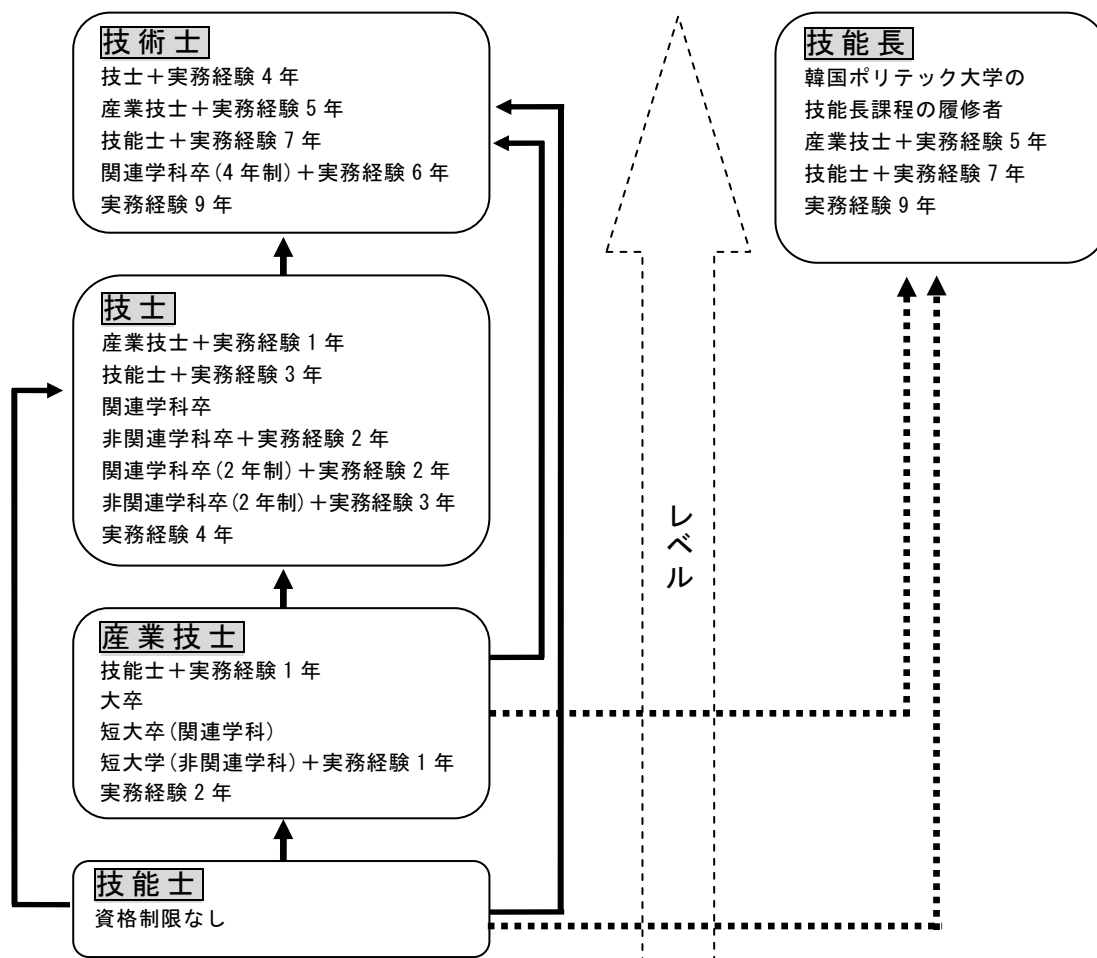 技術士
技士＋実務経験 4 年
産業技士＋実務経験 5 年
技能士＋実務経験 7 年
関連学科卒(4 年制)＋実務経験 6 年
実務経験 9 年
技士
産業技士＋実務経験 1 年
技能士＋実務経験 3 年
関連学科卒
非関連学科卒＋実務経験 2 年
関連学科卒(2 年制)＋実務経験 2 年
非関連学科卒(2 年制)＋実務経験 3 年
実務経験 4 年
産業技士
技能士＋実務経験 1 年
大卒
短大卒(関連学科)
短大学(非関連学科)＋実務経験 1 年
実務経験 2 年
技能士
資格制限なし
レベル
技能長
韓国ポリテック大学の
技能長課程の履修者
産業技士＋実務経験 5 年
技能士＋実務経験 7 年
実務経験 9 年